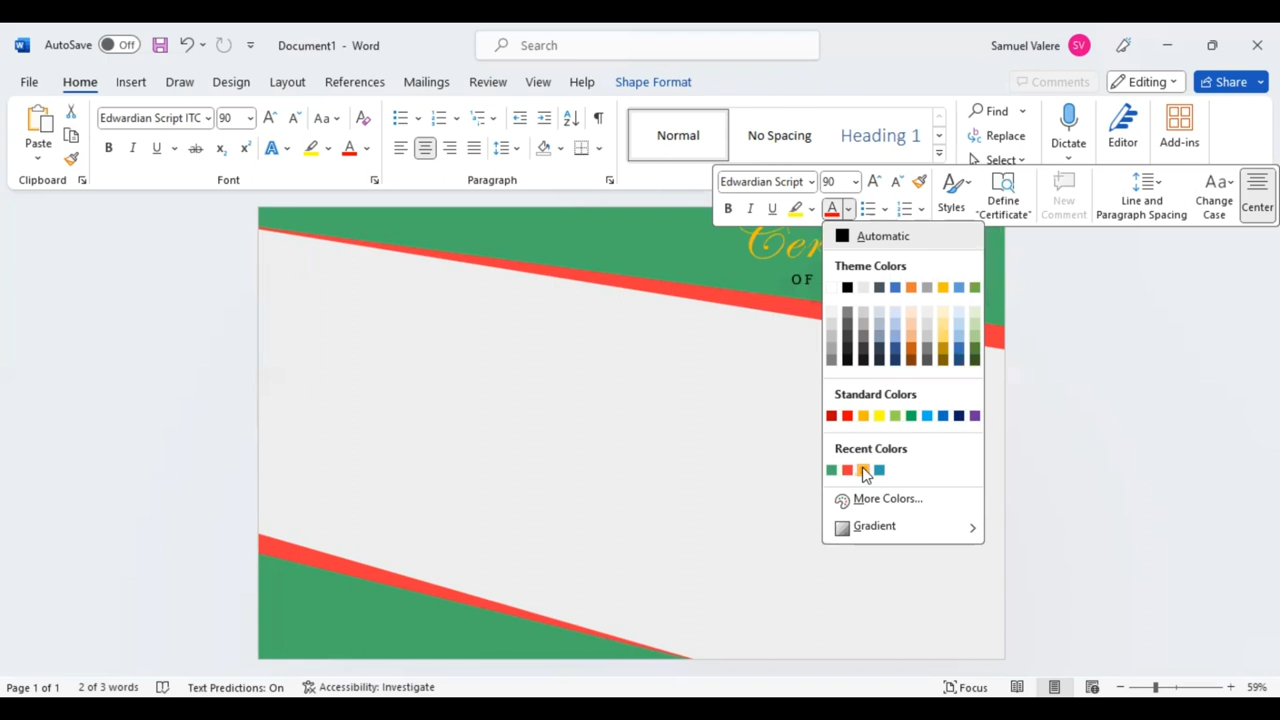 AutoSave Off Document1 - Word Search Samuel Valere SV
File Home Insert Draw Design Layout References Mailings Review View Help Shape Format Comments Editing Share
Paste Edwardian Script ITC 90 Aa Normal No Spacing Heading 1 Find Replace Select Dictate Editor Add-ins
Clipboard Font Paragraph
Edwardian Script 90 Styles Define "Certificate" New Comment Line and Paragraph Spacing Change Case Center
Automatic
Theme Colors
Standard Colors
Recent Colors
More Colors...
Gradient
Cer
OF
Page 1 of 1 2 of 3 words Text Predictions: On Accessibility: Investigate Focus 59%